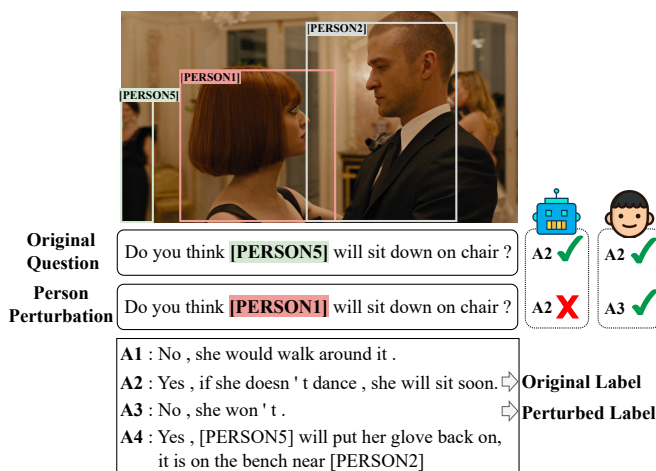 [PERSON2]
[PERSON1]
[PERSON5]
Original
Question
Do you think [PERSON5] will sit down on chair ?
A2
A2
Person
Perturbation
Do you think [PERSON1] will sit down on chair ?
A2
A3
A1 : No , she would walk around it .
A2 : Yes , if she doesn ' t dance , she will sit soon.
Original Label
A3 : No , she won ' t .
Perturbed Label
A4 : Yes , [PERSON5] will put her glove back on,
it is on the bench near [PERSON2]